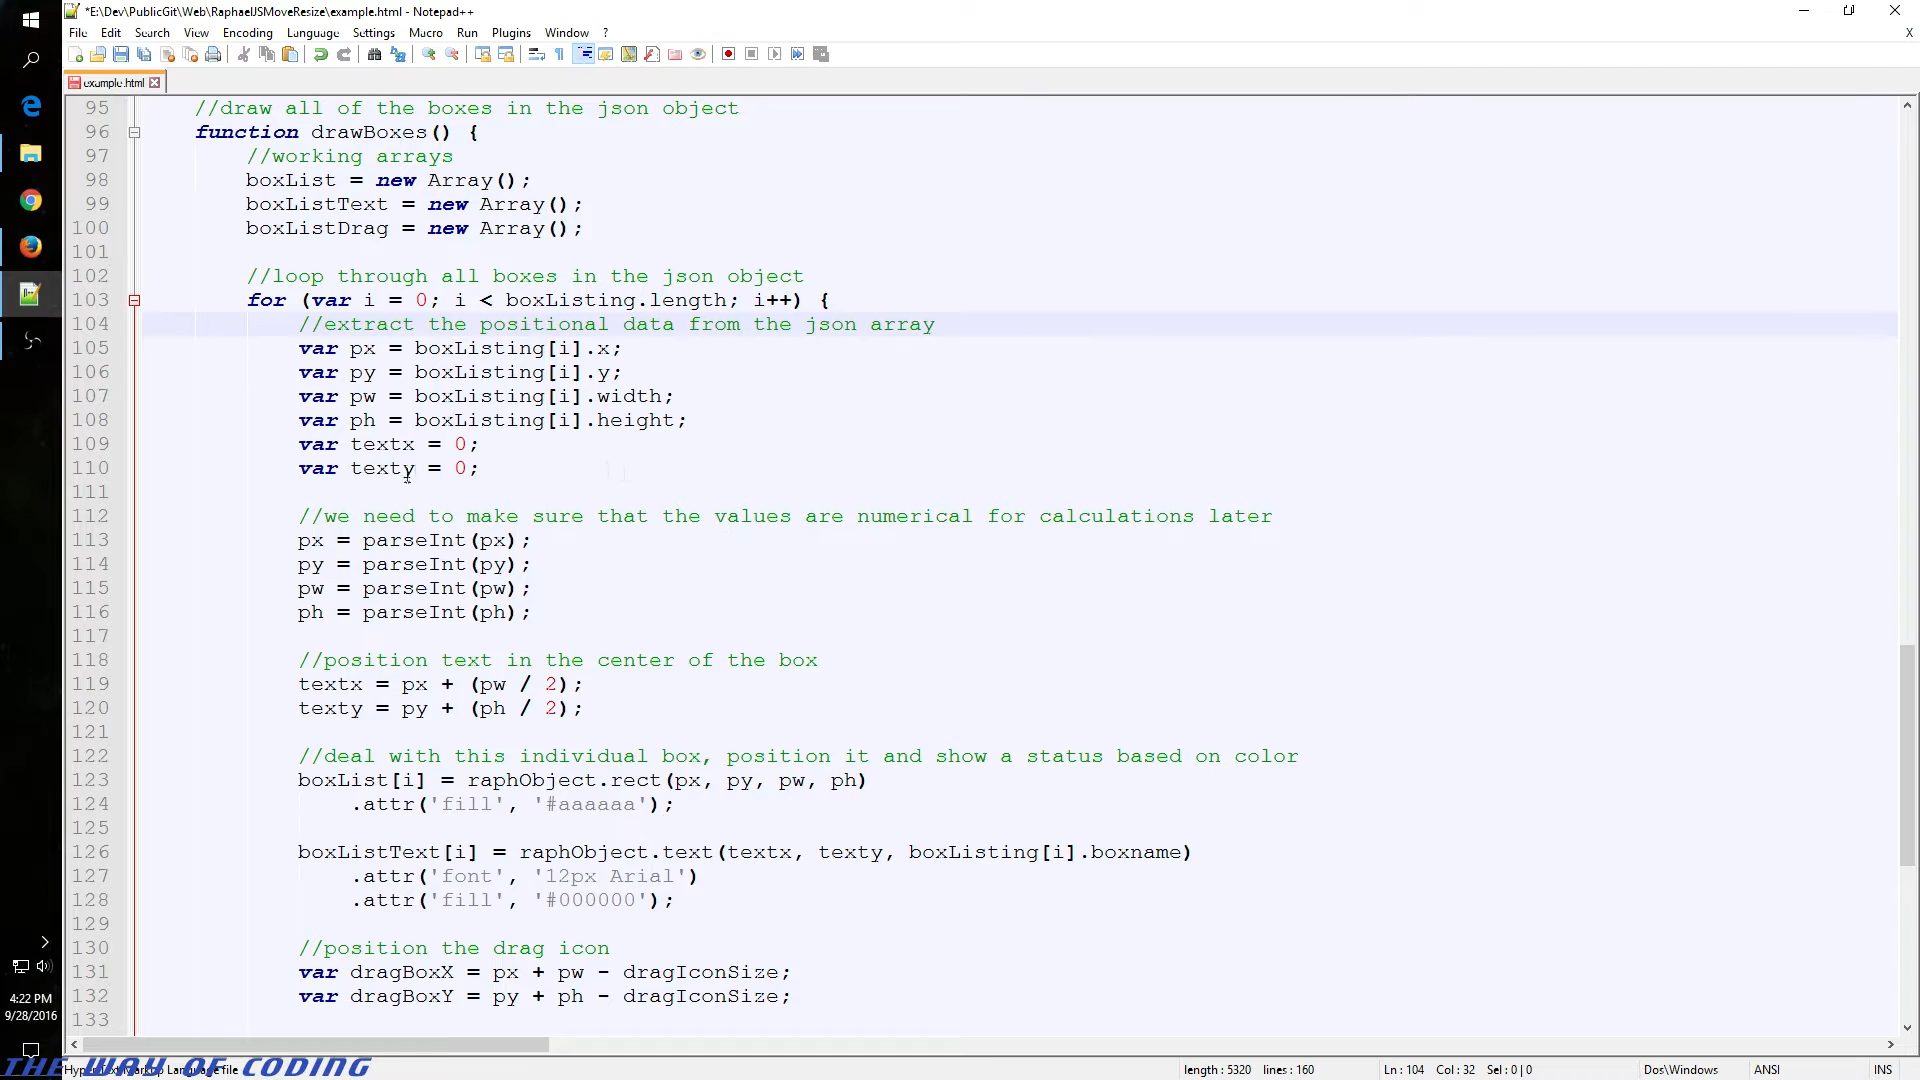 *E:\Dev\PublicGit\Web\RaphaelJSMoveResize\example.html - Notepad++
File Edit Search View Encoding Language Settings Macro Run Plugins Window ? X
example.html
95 //draw all of the boxes in the json object
96 function drawBoxes() {
97 //working arrays
98 boxList = new Array();
99 boxListText = new Array();
100 boxListDrag = new Array();
101
102 //loop through all boxes in the json object
103 for (var i = 0; i < boxListing.length; i++) {
104 //extract the positional data from the json array
105 var px = boxListing[i].x;
106 var py = boxListing[i].y;
107 var pw = boxListing[i].width;
108 var ph = boxListing[i].height;
109 var textx = 0;
110 var texty = 0;
111
112 //we need to make sure that the values are numerical for calculations later
113 px = parseInt(px);
114 py = parseInt(py);
115 pw = parseInt(pw);
116 ph = parseInt(ph);
117
118 //position text in the center of the box
119 textx = px + (pw / 2);
120 texty = py + (ph / 2);
121
122 //deal with this individual box, position it and show a status based on color
123 boxList[i] = raphObject.rect(px, py, pw, ph)
124 .attr('fill', '#aaaaaa');
125
126 boxListText[i] = raphObject.text(textx, texty, boxListing[i].boxname)
127 .attr('font', '12px Arial')
128 .attr('fill', '#000000');
129
130 //position the drag icon
131 var dragBoxX = px + pw - dragIconSize;
132 var dragBoxY = py + ph - dragIconSize;
133
4:22 PM
9/28/2016
THE WAY OF CODING
Hyper Text Markup Language file length : 5320 lines : 160 Ln : 104 Col : 32 Sel : 0 | 0 Dos\Windows ANSI INS